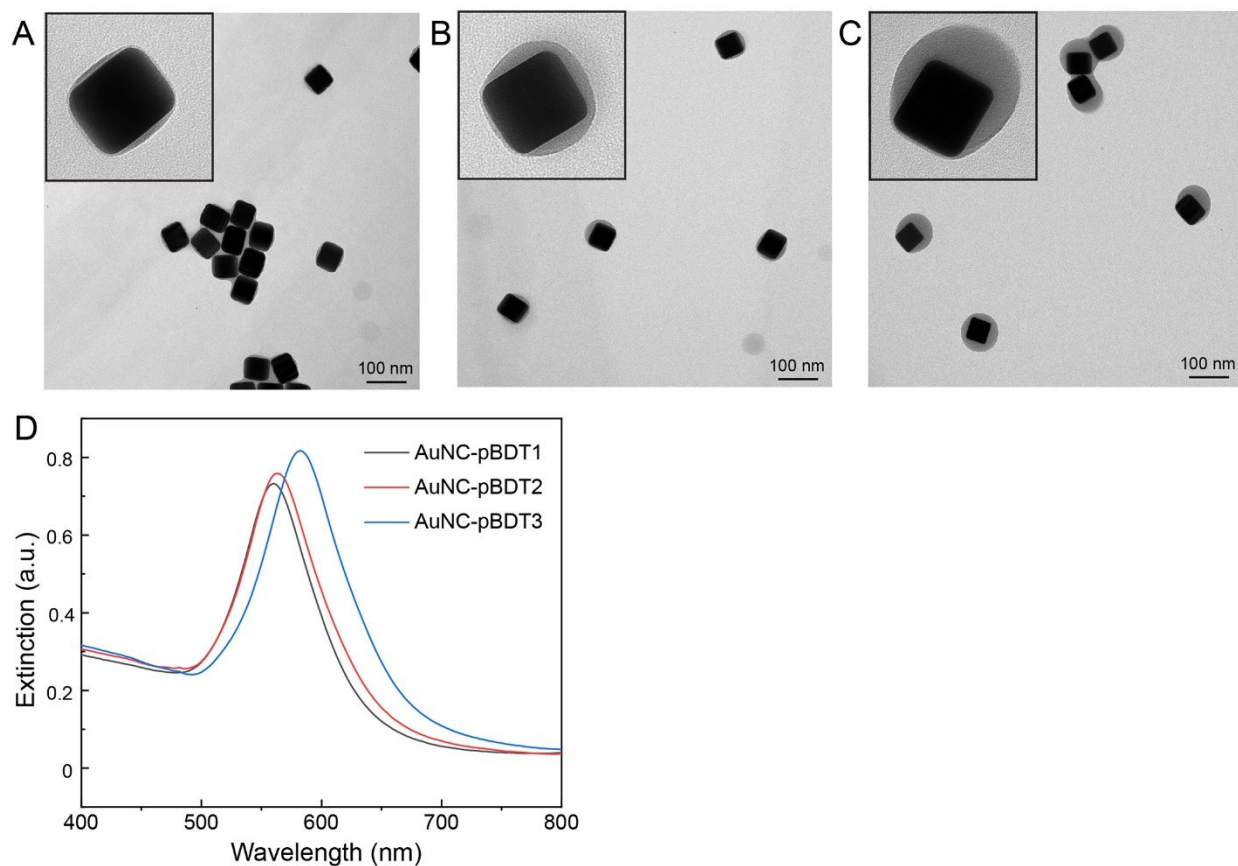 A
100 nm
B
100 nm
C
100 nm
D
AuNC-pBDT1
AuNC-pBDT2
AuNC-pBDT3
Extinction (a.u.)
0.8
0.6
0.4
0.2
0
400
500
600
700
800
Wavelength (nm)